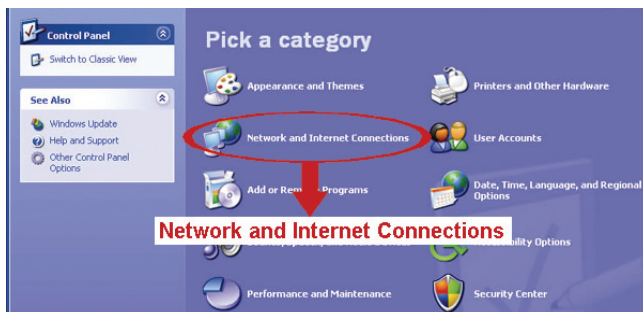 Control Panel
Switch to Classic View
See Also
Windows Update
Help and Support
Other Control Panel
Options
Pick a category
Appearance and Themes
Printers and Other Hardware
Network and Internet Connections
User Accounts
Add or Programs
Date, Time, Language, and Regional
Options
Network and Internet Connections
Options
Performance and Maintenance
Security Center